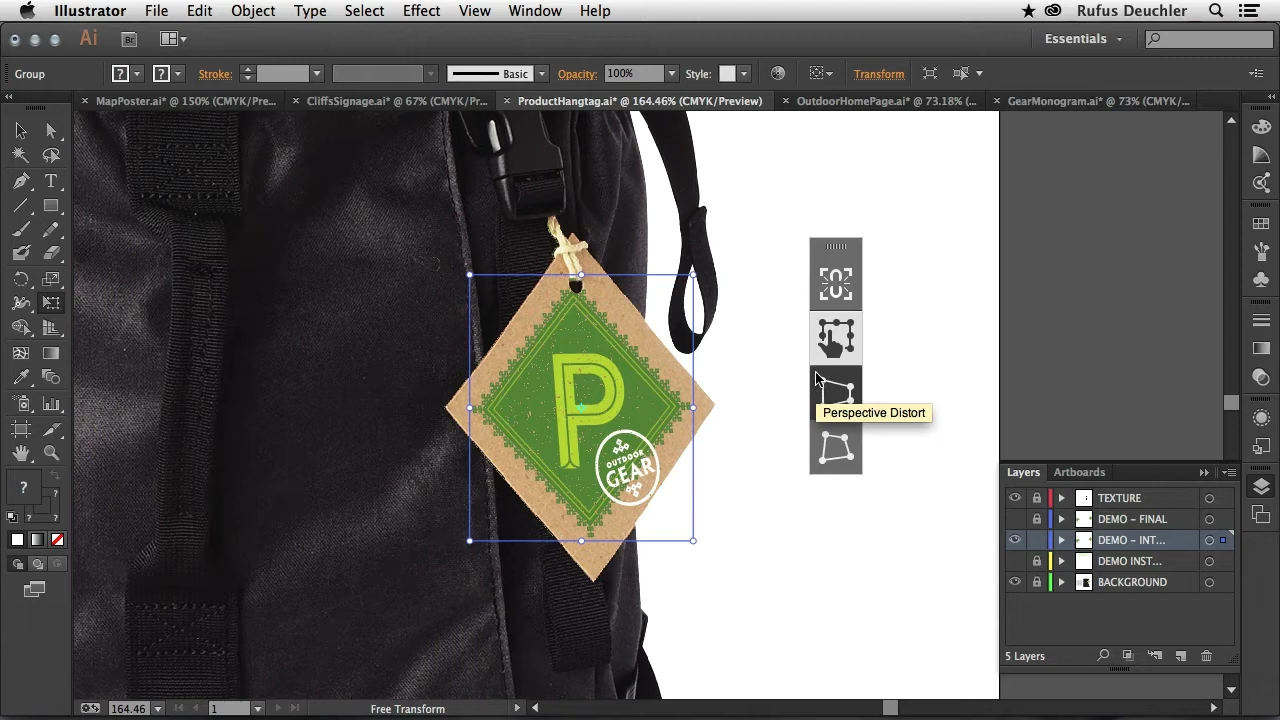 Illustrator File Edit Object Type Select Effect View Window Help Rufus Deuchler
Ai Br Essentials
Group ? ? Stroke: Basic Opacity: 100% Style: Transform
MapPoster.ai* @ 150% (CMYK/Pre... CliffsSignage.ai* @ 67% (CMYK/Pr... ProductHangtag.ai* @ 164.46% (CMYK/Preview) OutdoorHomePage.ai* @ 73.18% (... GearMonogram.ai* @ 73% (CMYK/...
T
P
OUTDOOR
GEAR
Perspective Distort
?
?
? ?
Layers Artboards
TEXTURE
DEMO – FINAL
DEMO – INT...
DEMO INST...
BACKGROUND
5 Layers
164.46 1 Free Transform